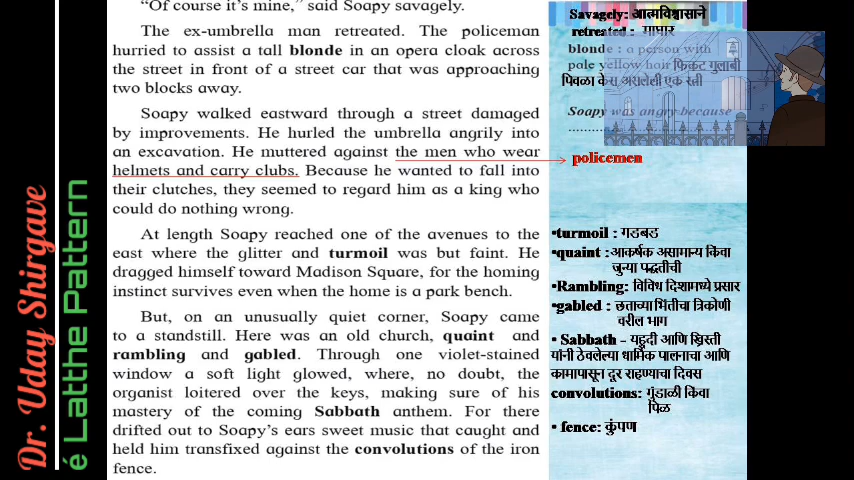 “Of course it’s mine,” said Soapy savagely.
The ex-umbrella man retreated. The policeman
hurried to assist a tall blonde in an opera cloak across
the street in front of a street car that was approaching
two blocks away.
Soapy walked eastward through a street damaged
by improvements. He hurled the umbrella angrily into
an excavation. He muttered against the men who wear
helmets and carry clubs. Because he wanted to fall into
their clutches, they seemed to regard him as a king who
could do nothing wrong.
At length Soapy reached one of the avenues to the
east where the glitter and turmoil was but faint. He
dragged himself toward Madison Square, for the homing
instinct survives even when the home is a park bench.
But, on an unusually quiet corner, Soapy came
to a standstill. Here was an old church, quaint and
rambling and gabled. Through one violet-stained
window a soft light glowed, where, no doubt, the
organist loitered over the keys, making sure of his
mastery of the coming Sabbath anthem. For there
drifted out to Soapy’s ears sweet music that caught and
held him transfixed against the convolutions of the iron
fence.
Savagely: आत्मविश्वासाने
retreated : माघार
blonde : a person with
pale yellow hair फिकट गुलाबी
पिवळा केस असलेली एक स्त्री
Soapy was angry because
policemen
•turmoil : गडबड
•quaint : आकर्षक असामान्य किंवा
जुन्या पद्धतीची
•Rambling: विविध दिशामध्ये प्रसार
•gabled : छताच्या भिंतीचा त्रिकोणी
वरील भाग
• Sabbath – यहूदी आणि ख्रिस्ती
यांनी ठेवलेल्या धार्मिक पालनाचा आणि
कामापासून दूर राहण्याचा दिवस
convolutions: गुंडाळी किंवा
पिळ
• fence: कुंपण
Dr. Uday Shirgave
é Latthe Pattern